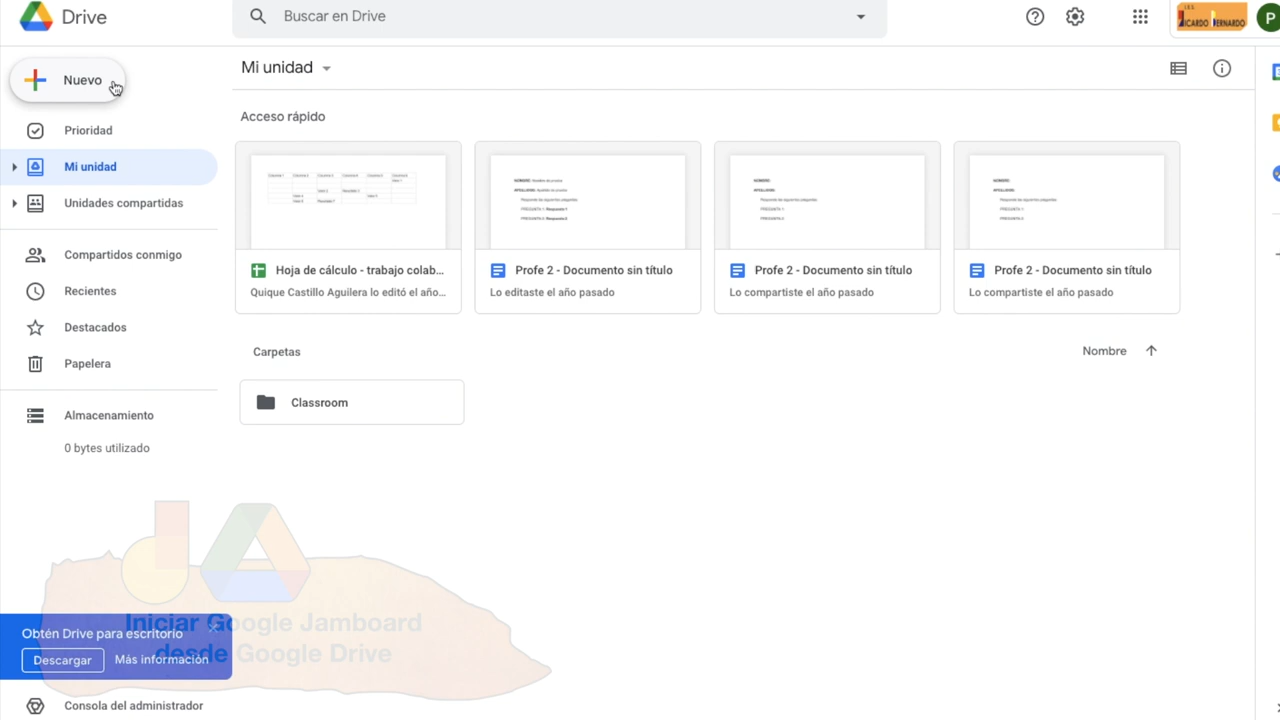 Drive
Buscar en Drive
I.E.S.
RICARDO BERNARDO
P
Nuevo
Mi unidad
Prioridad
Mi unidad
Unidades compartidas
Compartidos conmigo
Recientes
Destacados
Papelera
Almacenamiento
0 bytes utilizado
Acceso rápido
Hoja de cálculo - trabajo colab...
Quique Castillo Aguilera lo editó el año...
Profe 2 - Documento sin título
Lo editaste el año pasado
Profe 2 - Documento sin título
Lo compartiste el año pasado
Profe 2 - Documento sin título
Lo compartiste el año pasado
Carpetas
Nombre
Classroom
Iniciar Google Jamboard
desde Google Drive
Obtén Drive para escritorio
Descargar
Más información
Consola del administrador